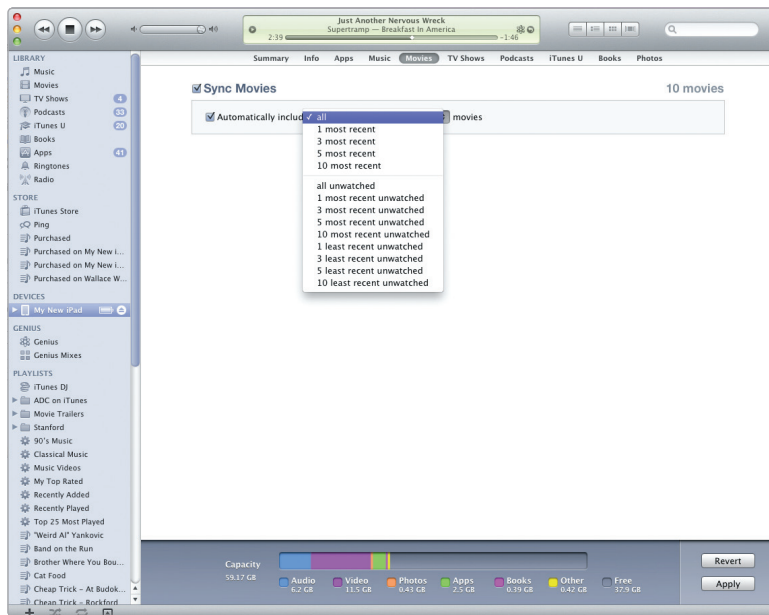 Just Another Nervous Wreck
Supertramp — Breakfast In America
2:39
-1:46
LIBRARY
Music
Movies
TV Shows 4
Podcasts 33
iTunes U 20
Books
Apps 41
Ringtones
Radio
STORE
iTunes Store
Ping
Purchased
Purchased on My New i...
Purchased on My New i...
Purchased on Wallace W...
DEVICES
My New iPad
GENIUS
Genius
Genius Mixes
PLAYLISTS
iTunes DJ
ADC on iTunes
Movie Trailers
Stanford
90's Music
Classical Music
Music Videos
My Top Rated
Recently Added
Recently Played
Top 25 Most Played
"Weird Al" Yankovic
Band on the Run
Brother Where You Bou...
Cat Food
Cheap Trick – At Budok...
Cheap Trick – Rockford
Summary Info Apps Music Movies TV Shows Podcasts iTunes U Books Photos
Sync Movies 10 movies
Automatically includ ✓ all movies
1 most recent
3 most recent
5 most recent
10 most recent
all unwatched
1 most recent unwatched
3 most recent unwatched
5 most recent unwatched
10 most recent unwatched
1 least recent unwatched
3 least recent unwatched
5 least recent unwatched
10 least recent unwatched
Capacity
59.17 GB
Audio
6.2 GB
Video
11.5 GB
Photos
0.43 GB
Apps
2.5 GB
Books
0.39 GB
Other
0.42 GB
Free
37.9 GB
Revert
Apply